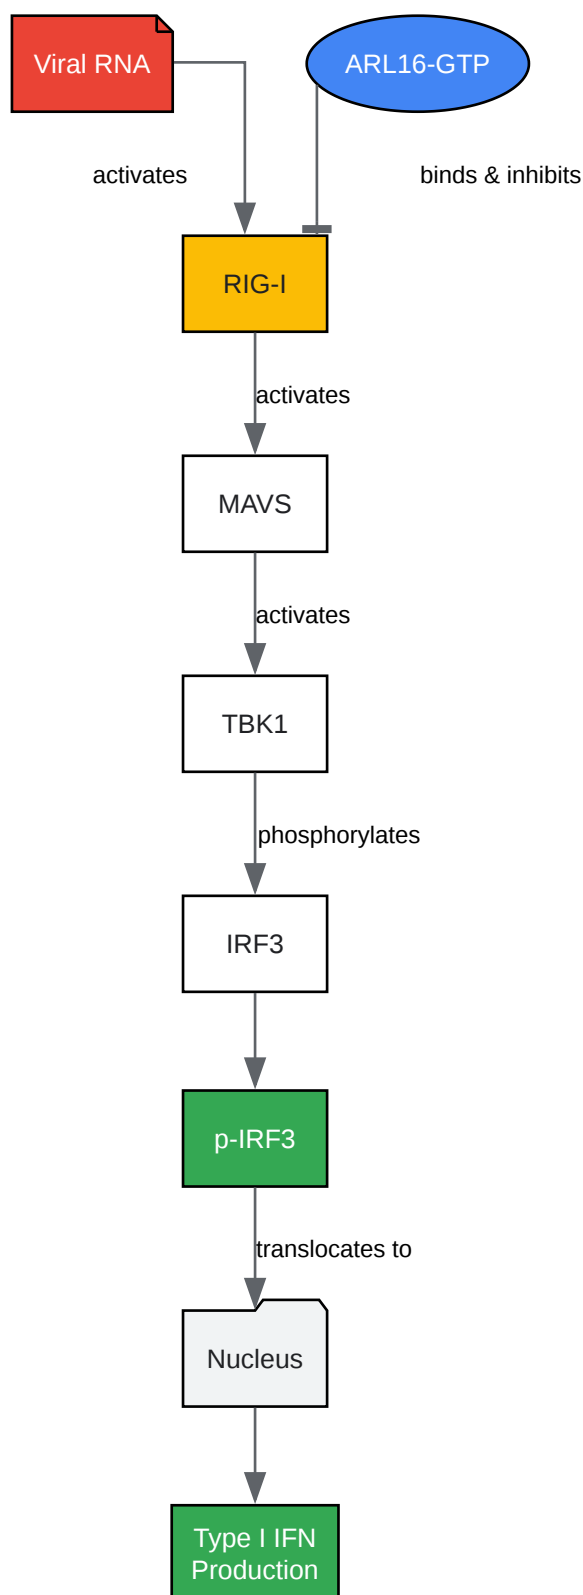 Viral RNA
ARL16-GTP
activates
binds & inhibits
RIG-I
activates
MAVS
activates
TBK1
phosphorylates
IRF3
p-IRF3
translocates to
Nucleus
Type I IFN
Production